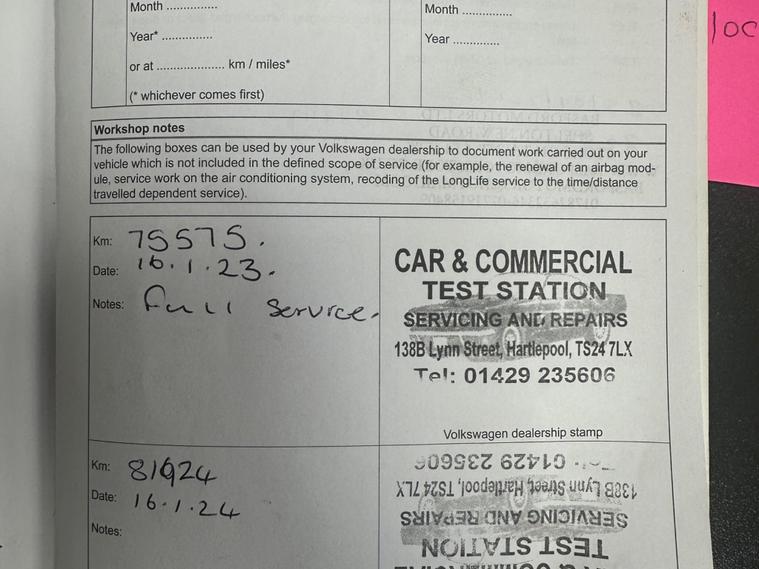 Month ..............
Year* ..............
or at .................... km / miles*
(* whichever comes first)
Month ..............
Year .............
loc
Workshop notes
The following boxes can be used by your Volkswagen dealership to document work carried out on your
vehicle which is not included in the defined scope of service (for example, the renewal of an airbag mod-
ule, service work on the air conditioning system, recoding of the LongLife service to the time/distance
travelled dependent service).
Km: 75575.
Date: 16.1.23.
Notes: Full Service.
CAR & COMMERCIAL
TEST STATION
SERVICING AND REPAIRS
138B Lynn Street, Hartlepool, TS24 7LX
Tel: 01429 235606
Volkswagen dealership stamp
Km: 81924
Date: 16.1.24
Notes:
01429 235606
138B Lynn Street, Hartlepool, TS24 7LX
SERVICING AND REPAIRS
TEST STATION